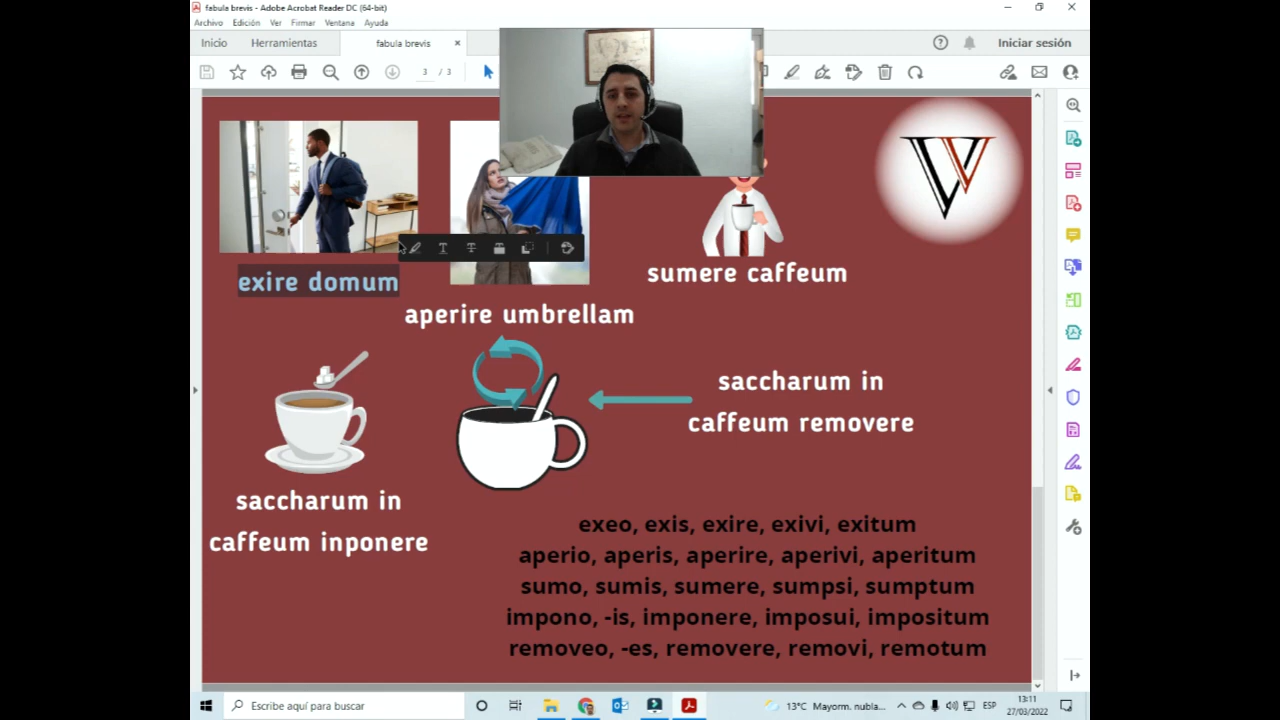 fabula brevis - Adobe Acrobat Reader DC (64-bit)
Archivo Edición Ver Firmar Ventana Ayuda
Inicio Herramientas fabula brevis × Iniciar sesión
3 / 3
exire domum
aperire umbrellam
sumere caffeum
saccharum in
caffeum removere
saccharum in
caffeum inponere
exeo, exis, exire, exivi, exitum
aperio, aperis, aperire, aperivi, aperitum
sumo, sumis, sumere, sumpsi, sumptum
impono, -is, imponere, imposui, impositum
removeo, -es, removere, removi, remotum
Escribe aquí para buscar
13°C Mayorm. nubla...
ESP
13:11
27/03/2022